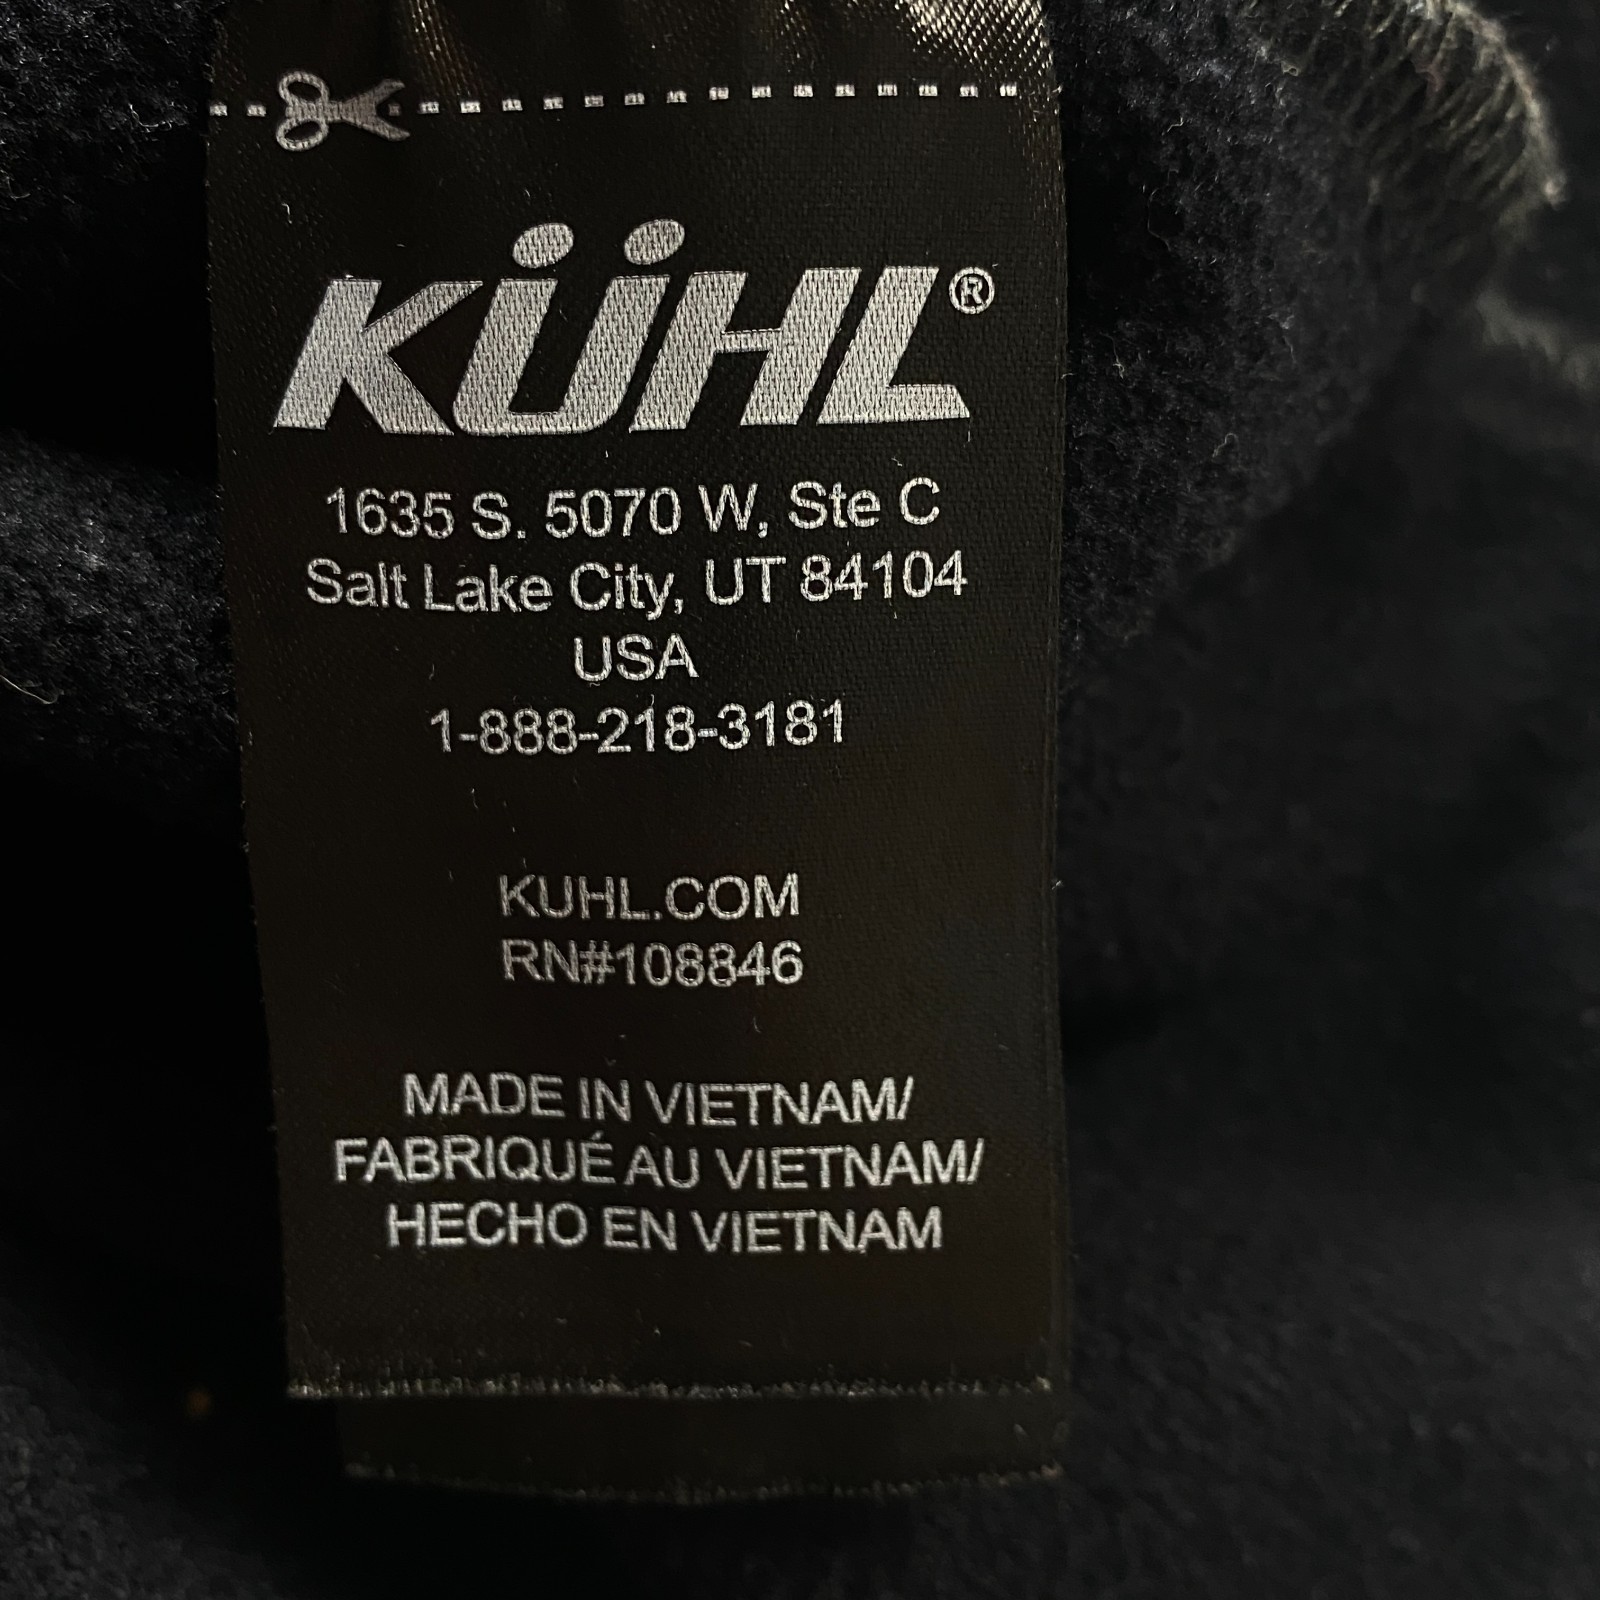 KÜHL®
1635 S. 5070 W, Ste C
Salt Lake City, UT 84104
USA
1-888-218-3181
KUHL.COM
RN#108846
MADE IN VIETNAM/
FABRIQUÉ AU VIETNAM/
HECHO EN VIETNAM